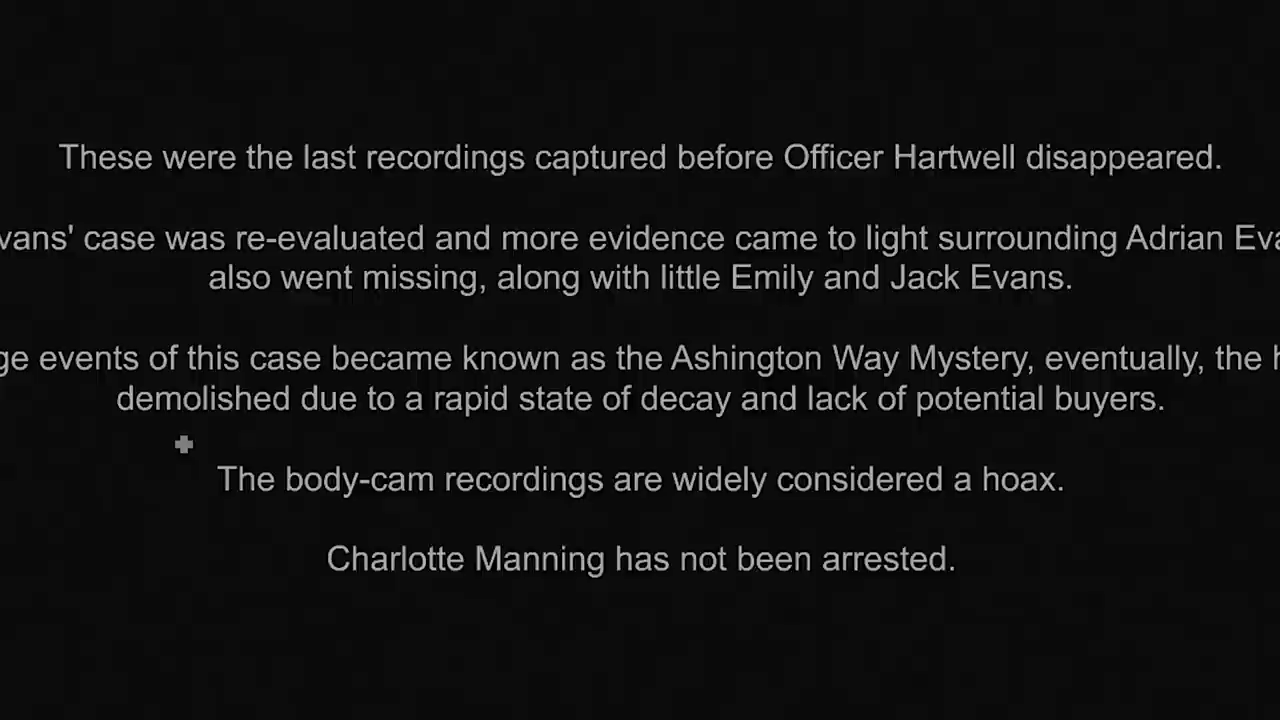 These were the last recordings captured before Officer Hartwell disappeared.
vans' case was re-evaluated and more evidence came to light surrounding Adrian Eva
also went missing, along with little Emily and Jack Evans.
ge events of this case became known as the Ashington Way Mystery, eventually, the h
demolished due to a rapid state of decay and lack of potential buyers.
The body-cam recordings are widely considered a hoax.
Charlotte Manning has not been arrested.